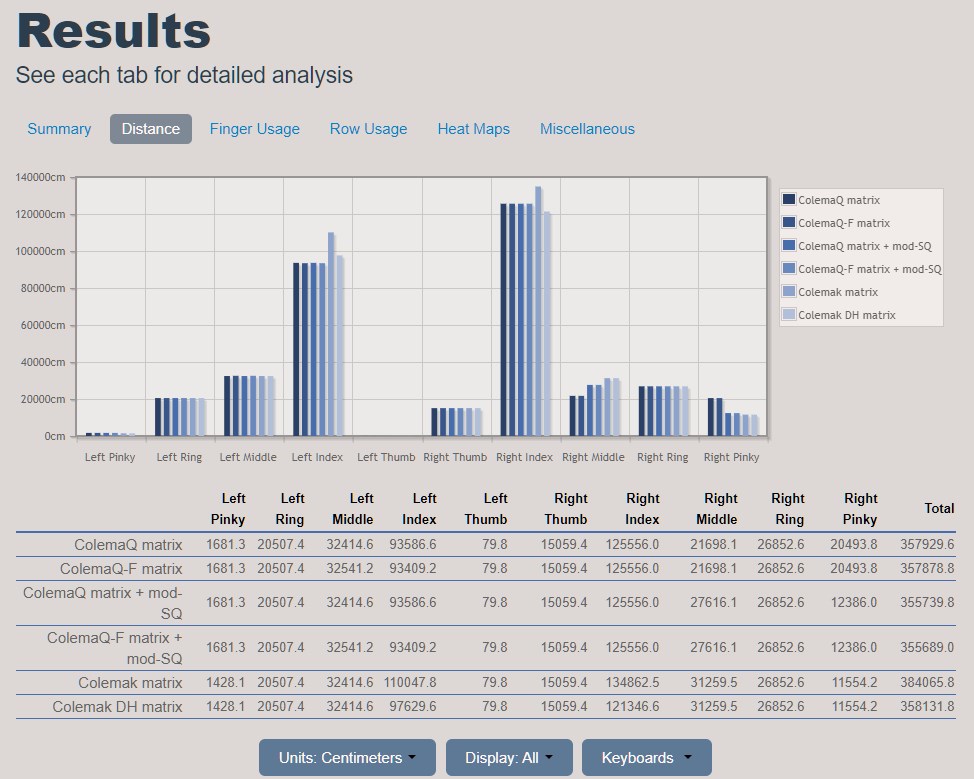 Results
See each tab for detailed analysis
Summary Distance Finger Usage Row Usage Heat Maps Miscellaneous
140000cm
120000cm
100000cm
80000cm
60000cm
40000cm
20000cm
0cm
Left Pinky Left Ring Left Middle Left Index Left Thumb Right Thumb Right Index Right Middle Right Ring Right Pinky
ColemaQ matrix
ColemaQ-F matrix
ColemaQ matrix + mod-SQ
ColemaQ-F matrix + mod-SQ
Colemak matrix
Colemak DH matrix
Left Pinky Left Ring Left Middle Left Index Left Thumb Right Thumb Right Index Right Middle Right Ring Right Pinky Total
ColemaQ matrix 1681.3 20507.4 32414.6 93586.6 79.8 15059.4 125556.0 21698.1 26852.6 20493.8 357929.6
ColemaQ-F matrix 1681.3 20507.4 32541.2 93409.2 79.8 15059.4 125556.0 21698.1 26852.6 20493.8 357878.8
ColemaQ matrix + mod-SQ 1681.3 20507.4 32414.6 93586.6 79.8 15059.4 125556.0 27616.1 26852.6 12386.0 355739.8
ColemaQ-F matrix + mod-SQ 1681.3 20507.4 32541.2 93409.2 79.8 15059.4 125556.0 27616.1 26852.6 12386.0 355689.0
Colemak matrix 1428.1 20507.4 32414.6 110047.8 79.8 15059.4 134862.5 31259.5 26852.6 11554.2 384065.8
Colemak DH matrix 1428.1 20507.4 32414.6 97629.6 79.8 15059.4 121346.6 31259.5 26852.6 11554.2 358131.8
Units: Centimeters Display: All Keyboards